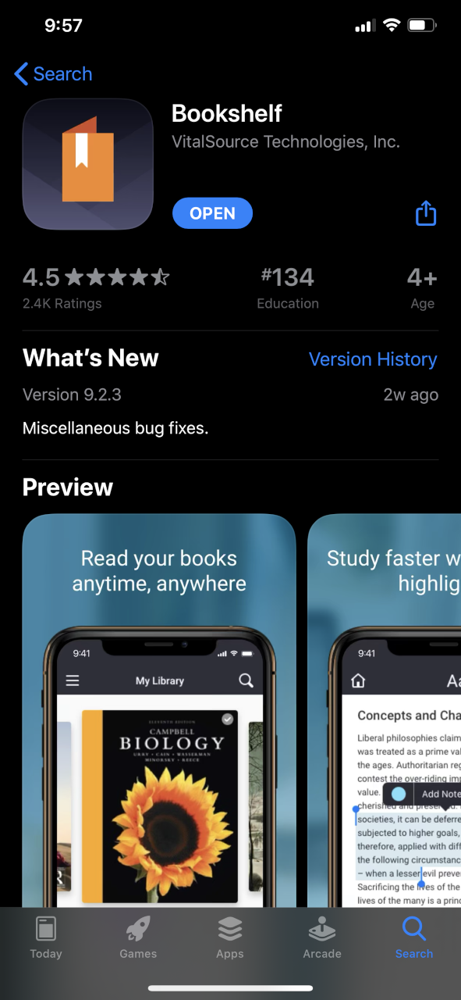 9:57
Search
Bookshelf
VitalSource Technologies, Inc.
OPEN
4.5
#134
4+
2.4K Ratings
Education
Age
What's New
Version History
Version 9.2.3
2w ago
Miscellaneous bug fixes.
Preview
Read your books
anytime, anywhere
9:41
My Library
ELEVENTH EDITION
CAMPBELL
BIOLOGY
URRY • CAIN • WASSERMAN
MINORSKY • REECE
R
Study faster w
highlig
9:41
Aa
Concepts and Cha
Liberal philosophies claim
was treated as a prime val
the ages. Authoritarian reg
contest the over-riding imp
value.
Add Note
cherished and preserved.
societies, it can be deferre
subjected to higher goals,
therefore, applied with diff
the following circumstanc
– when a lesser evil preve
Sacrificing the lives of the
lives of the many is a princ
Today
Games
Apps
Arcade
Search